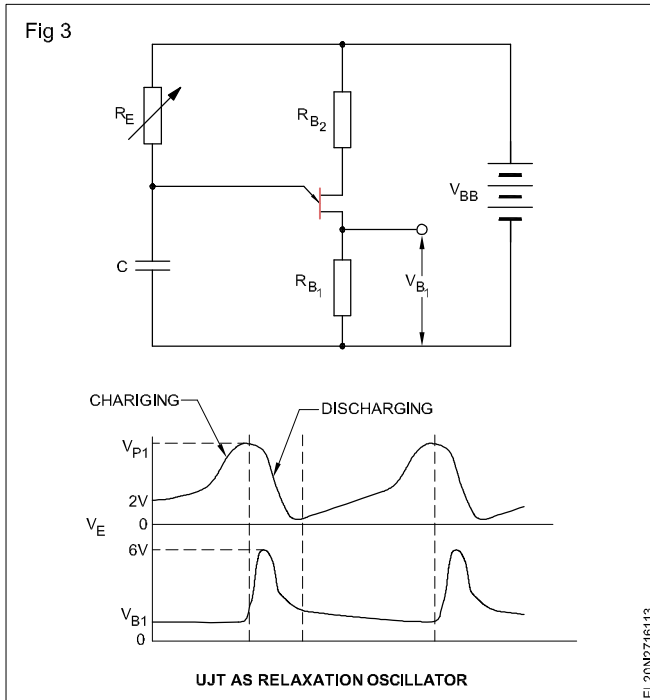 Fig 3
R_E
R_B2
V_BB
C
R_B1
V_B1
CHARIGING
DISCHARGING
V_P1
2V
V_E
0
6V
V_B1
0
UJT AS RELAXATION OSCILLATOR
EL20N2716113